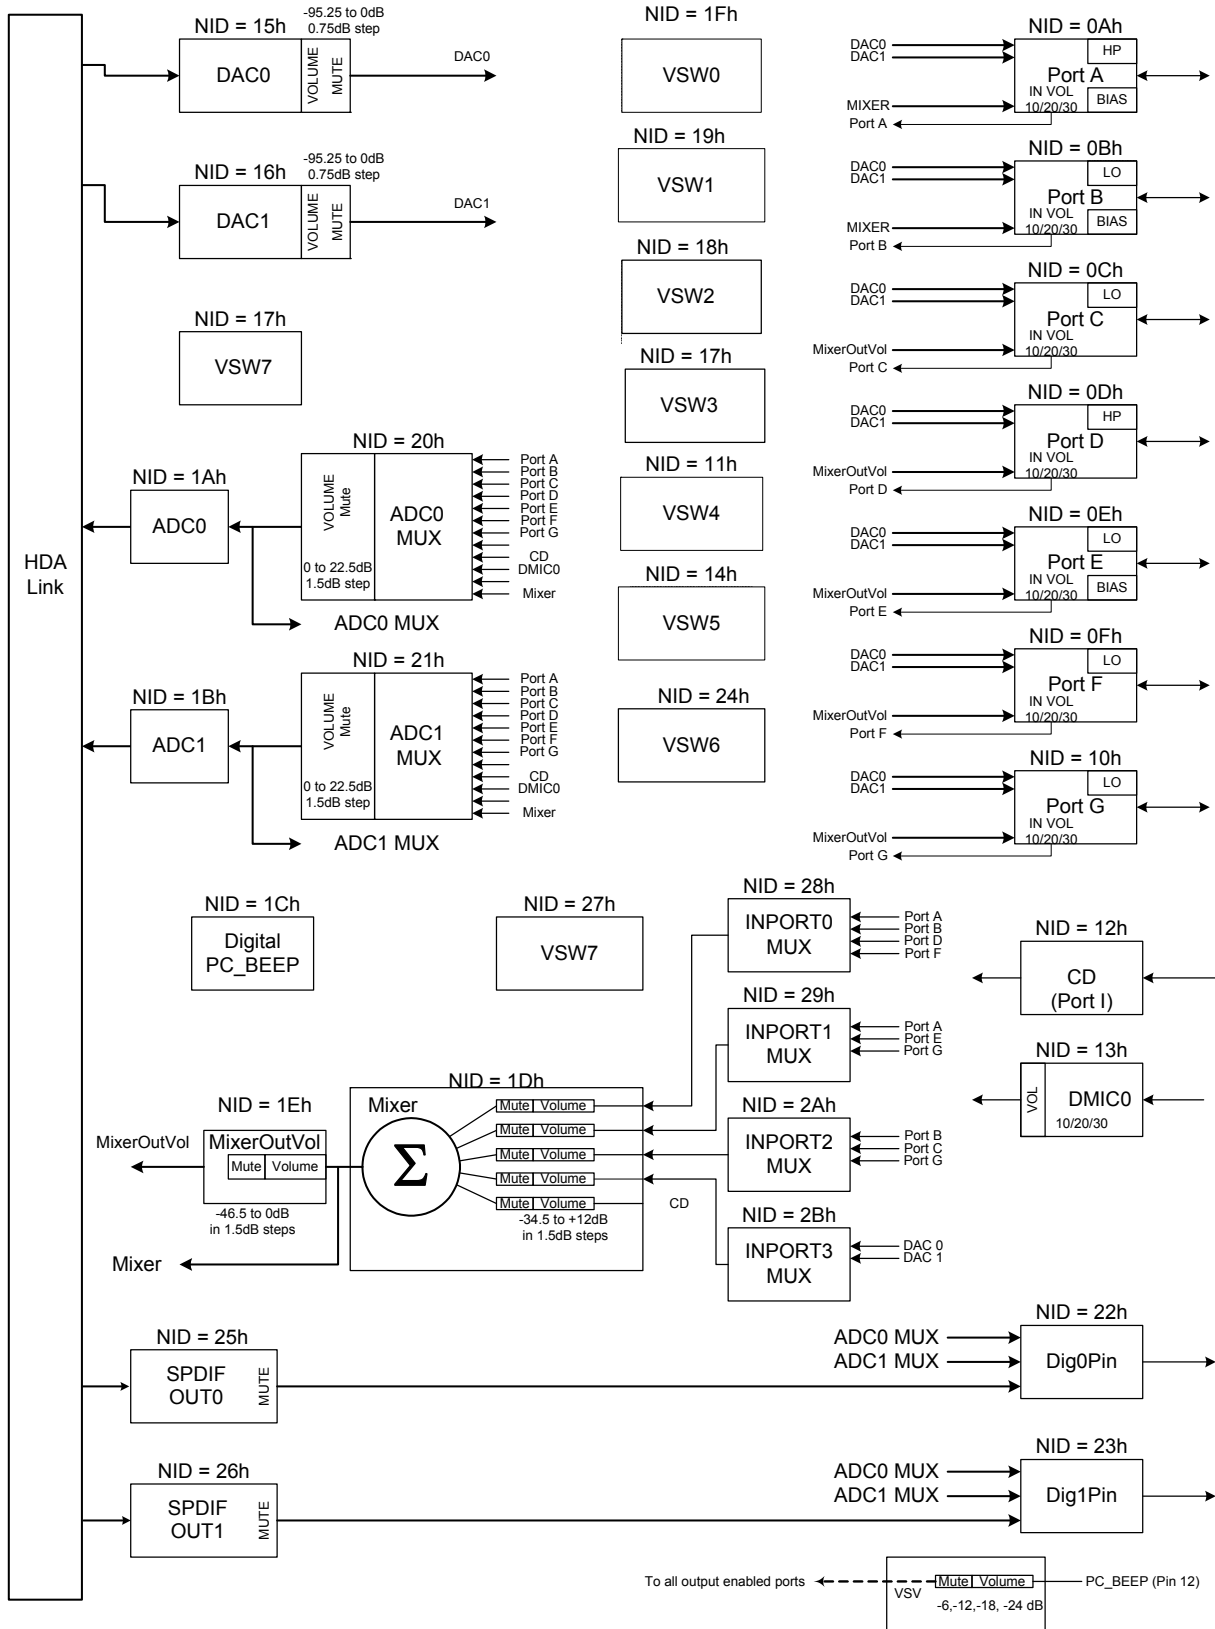 HDA
Link
NID = 15h
-95.25 to 0dB
0.75dB step
DAC0
VOLUME
MUTE
DAC0
NID = 16h
-95.25 to 0dB
0.75dB step
DAC1
VOLUME
MUTE
DAC1
NID = 17h
VSW7
NID = 20h
NID = 1Ah
ADC0
VOLUME
Mute
0 to 22.5dB
1.5dB step
ADC0
MUX
Port A
Port B
Port C
Port D
Port E
Port F
Port G
CD
DMIC0
Mixer
ADC0 MUX
NID = 21h
NID = 1Bh
ADC1
VOLUME
Mute
0 to 22.5dB
1.5dB step
ADC1
MUX
Port A
Port B
Port C
Port D
Port E
Port F
Port G
CD
DMIC0
Mixer
ADC1 MUX
NID = 1Fh
VSW0
NID = 19h
VSW1
NID = 18h
VSW2
NID = 17h
VSW3
NID = 11h
VSW4
NID = 14h
VSW5
NID = 24h
VSW6
NID = 0Ah
DAC0
DAC1
MIXER
Port A
HP
Port A
IN VOL
10/20/30
BIAS
NID = 0Bh
DAC0
DAC1
MIXER
Port B
LO
Port B
IN VOL
10/20/30
BIAS
NID = 0Ch
DAC0
DAC1
MixerOutVol
Port C
LO
Port C
IN VOL
10/20/30
NID = 0Dh
DAC0
DAC1
MixerOutVol
Port D
HP
Port D
IN VOL
10/20/30
NID = 0Eh
DAC0
DAC1
MixerOutVol
Port E
LO
Port E
IN VOL
10/20/30
BIAS
NID = 0Fh
DAC0
DAC1
MixerOutVol
Port F
LO
Port F
IN VOL
10/20/30
NID = 10h
DAC0
DAC1
MixerOutVol
Port G
LO
Port G
IN VOL
10/20/30
NID = 1Ch
Digital
PC_BEEP
NID = 27h
VSW7
NID = 28h
INPORT0
MUX
Port A
Port B
Port D
Port F
NID = 12h
CD
(Port I)
NID = 29h
INPORT1
MUX
Port A
Port E
Port G
NID = 13h
VOL
DMIC0
10/20/30
NID = 1Dh
Mixer
Σ
Mute Volume
Mute Volume
Mute Volume
Mute Volume
Mute Volume
-34.5 to +12dB
in 1.5dB steps
CD
NID = 1Eh
MixerOutVol
MixerOutVol
Mute Volume
-46.5 to 0dB
in 1.5dB steps
Mixer
NID = 2Ah
INPORT2
MUX
Port B
Port C
Port G
NID = 2Bh
INPORT3
MUX
DAC 0
DAC 1
NID = 25h
SPDIF
OUT0
MUTE
NID = 22h
ADC0 MUX
ADC1 MUX
Dig0Pin
NID = 26h
SPDIF
OUT1
MUTE
NID = 23h
ADC0 MUX
ADC1 MUX
Dig1Pin
To all output enabled ports
VSV
Mute Volume
-6,-12,-18, -24 dB
PC_BEEP (Pin 12)